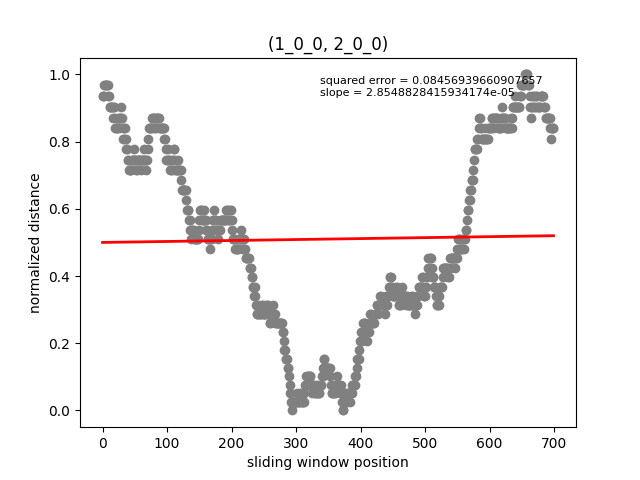 (1_0_0, 2_0_0)
squared error = 0.08456939660907657
slope = 2.8548828415934174e-05
normalized distance
1.0
0.8
0.6
0.4
0.2
0.0
0 100 200 300 400 500 600 700
sliding window position